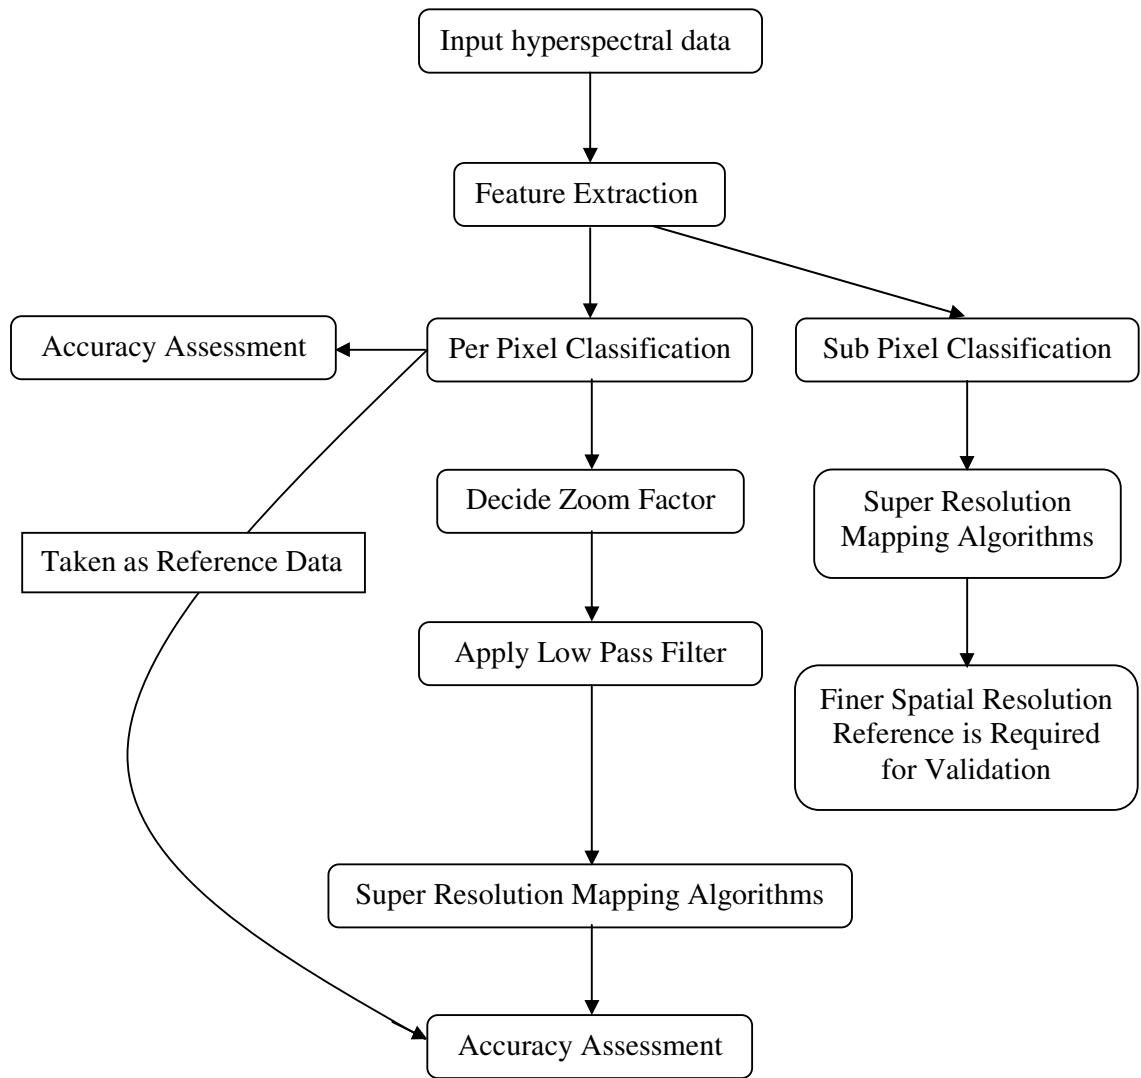 Input hyperspectral data
Feature Extraction
Accuracy Assessment
Per Pixel Classification
Sub Pixel Classification
Decide Zoom Factor
Super Resolution
Mapping Algorithms
Taken as Reference Data
Apply Low Pass Filter
Finer Spatial Resolution
Reference is Required
for Validation
Super Resolution Mapping Algorithms
Accuracy Assessment